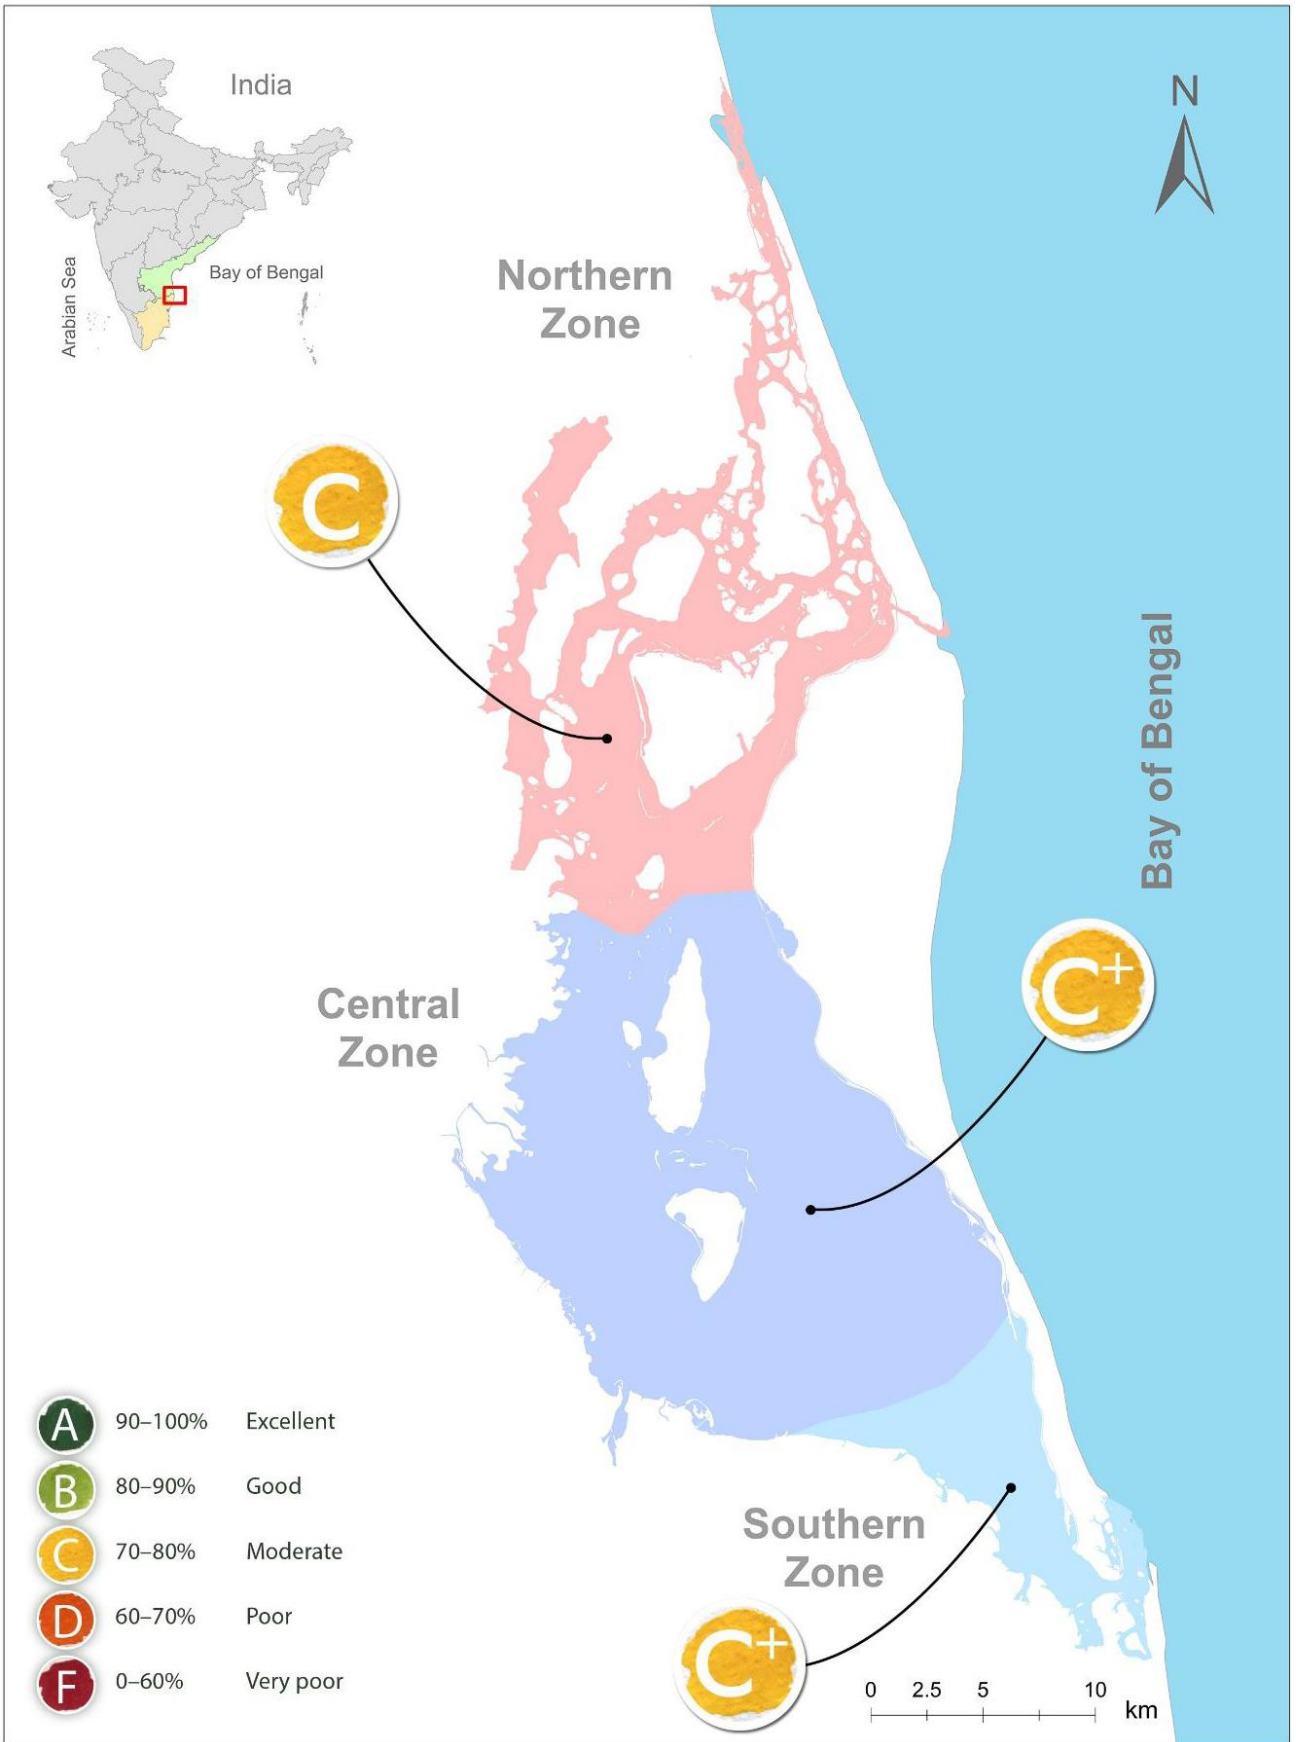 India
N
Arabian Sea
Bay of Bengal
Northern
Zone
C
Bay of Bengal
C+
Central
Zone
A 90–100% Excellent
B 80–90% Good
C 70–80% Moderate
D 60–70% Poor
F 0–60% Very poor
Southern
Zone
C+
0 2.5 5 10
km